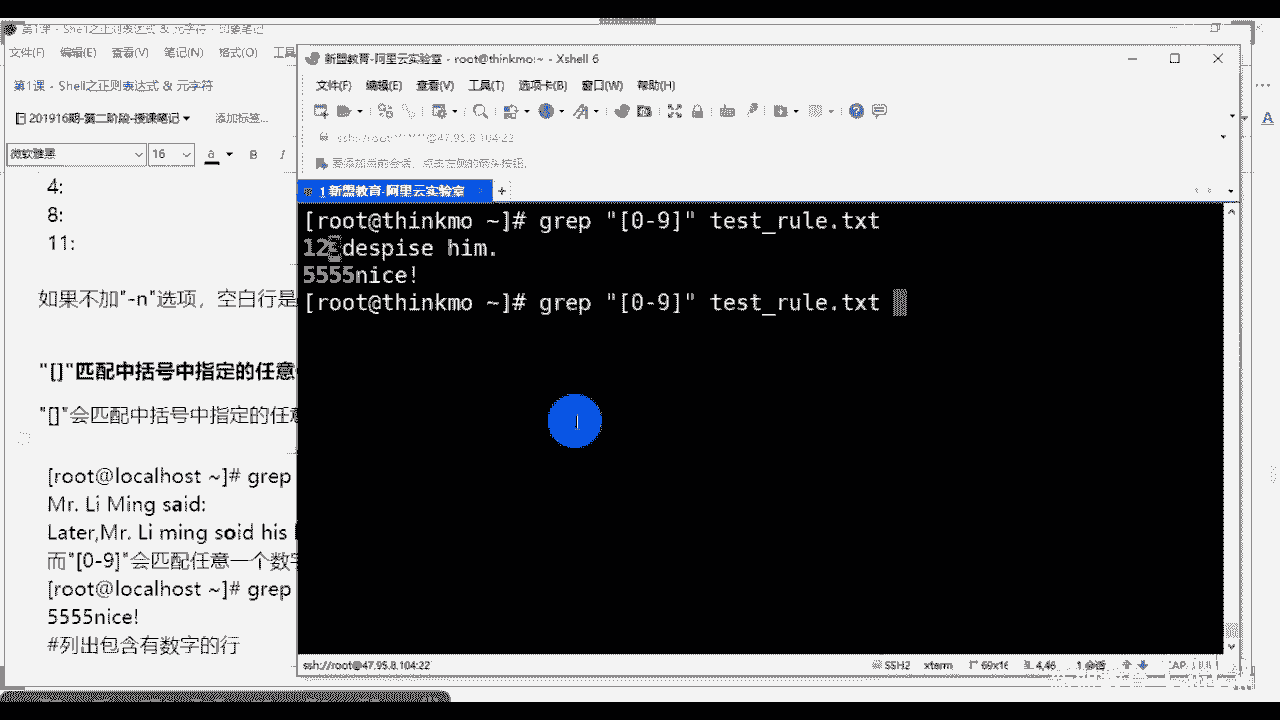 第1课 - Shell之正则表达式 & 元字符 - 印象笔记
文件(F) 编辑(E) 查看(V) 笔记(N) 格式(O) 工具
第1课 - Shell之正则表达式 & 元字符
201916期-第二阶段-授课笔记 添加标签...
微软雅黑 16 a B I
4:
8:
11:
如果不加"-n"选项，空白行是
"[]"匹配中括号中指定的任意
"[]"会匹配中括号中指定的任意
[root@localhost ~]# grep
Mr. Li Ming said:
Later,Mr. Li ming soid his
而"[0-9]"会匹配任意一个数字
[root@localhost ~]# grep
5555nice!
#列出包含有数字的行
新盟教育-阿里云实验室 - root@thinkmo:~ - Xshell 6
文件(F) 编辑(E) 查看(V) 工具(T) 选项卡(B) 窗口(W) 帮助(H)
ssh://root:*****@47.95.8.104:22
要添加当前会话，点击左侧的箭头按钮。
1 新盟教育-阿里云实验室 +
[root@thinkmo ~]# grep "[0-9]" test_rule.txt
12despise him.
5555nice!
[root@thinkmo ~]# grep "[0-9]" test_rule.txt
ssh://root@47.95.8.104:22 SSH2 xterm 69x16 4,46 1 会话 CAP